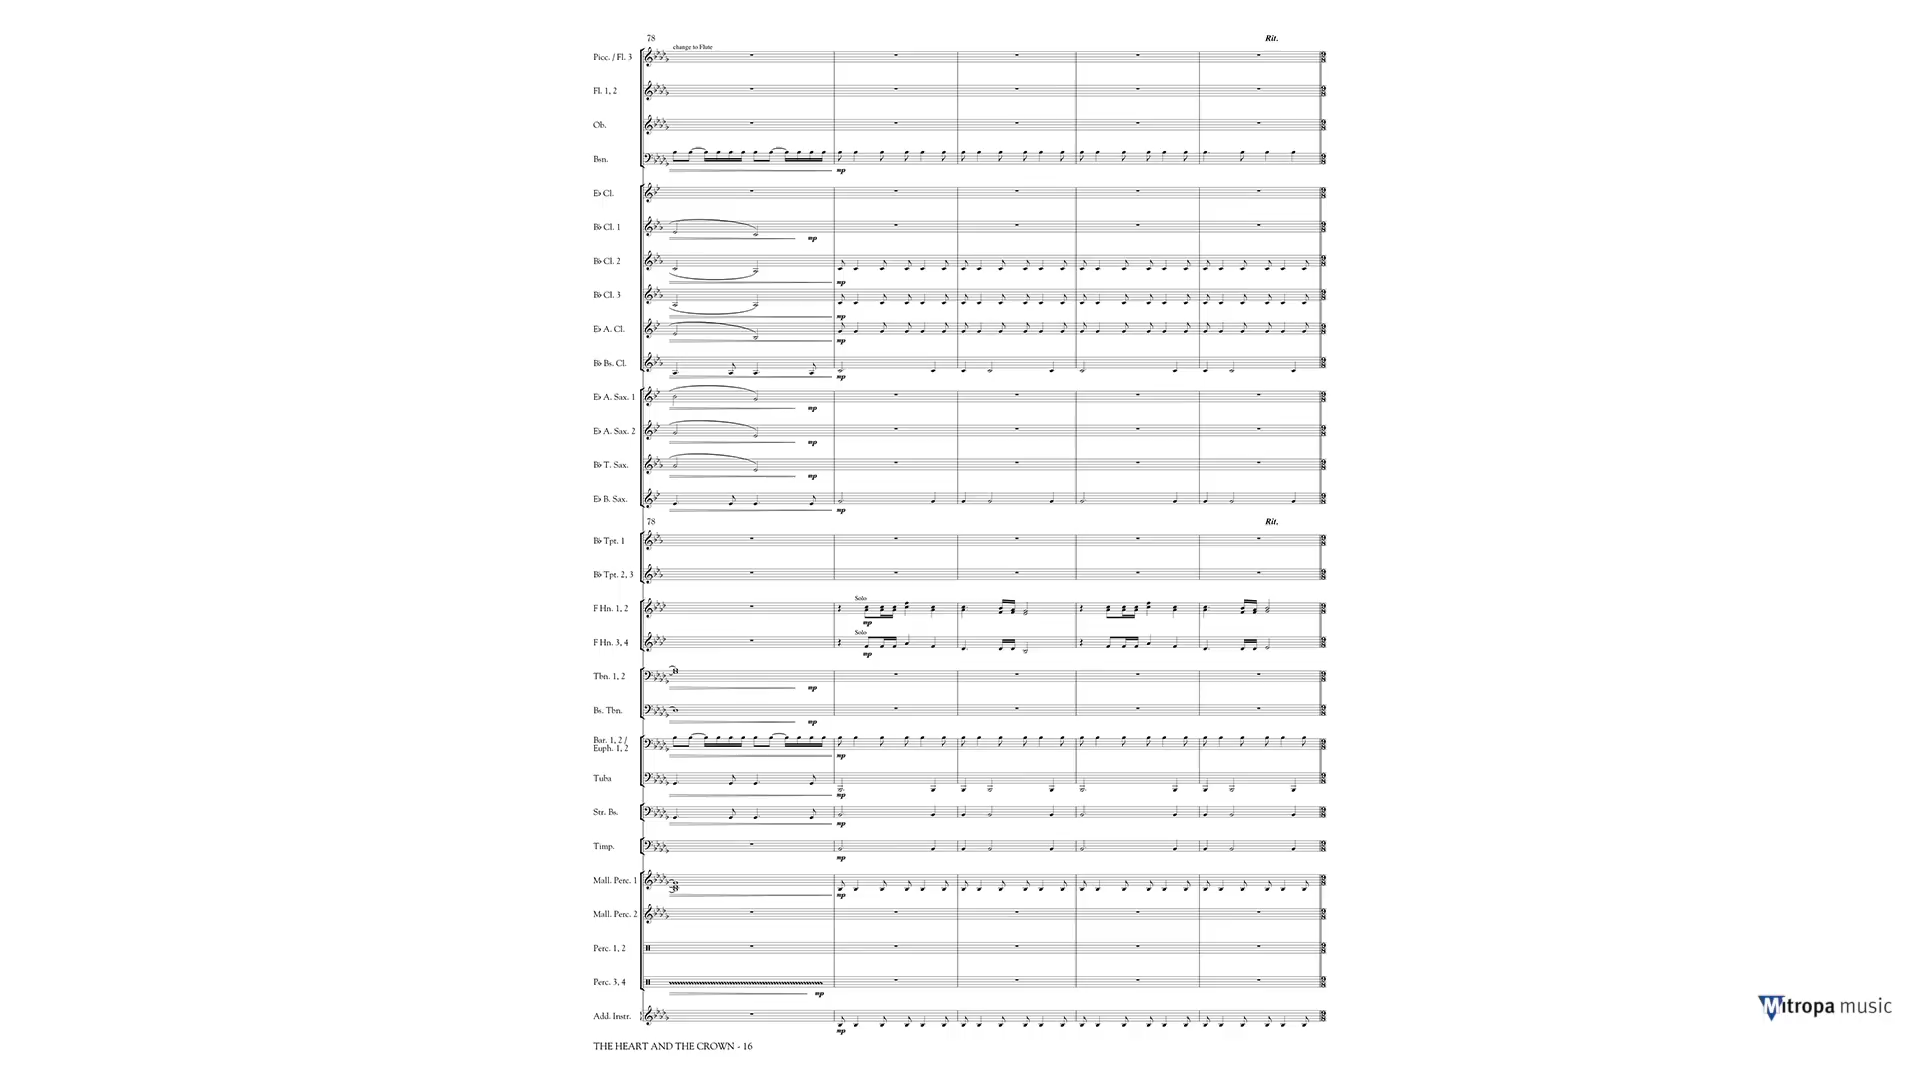 78
Rit.
change to Flute
Picc. / Fl. 3
Fl. 1, 2
Ob.
Bsn.
mp
E♭ Cl.
B♭ Cl. 1
mp
B♭ Cl. 2
mp
B♭ Cl. 3
mp
E♭ A. Cl.
mp
B♭ Bs. Cl.
mp
E♭ A. Sax. 1
mp
E♭ A. Sax. 2
mp
B♭ T. Sax.
mp
E♭ B. Sax.
mp
78
Rit.
B♭ Tpt. 1
B♭ Tpt. 2, 3
Solo
F Hn. 1, 2
mp
Solo
F Hn. 3, 4
mp
Tbn. 1, 2
mp
Bs. Tbn.
mp
Bar. 1, 2 /
Euph. 1, 2
mp
Tuba
mp
Str. Bs.
mp
Timp.
mp
Mall. Perc. 1
mp
Mall. Perc. 2
Perc. 1, 2
Perc. 3, 4
mp
Add. Instr.
mp
THE HEART AND THE CROWN - 16
Mitropa music